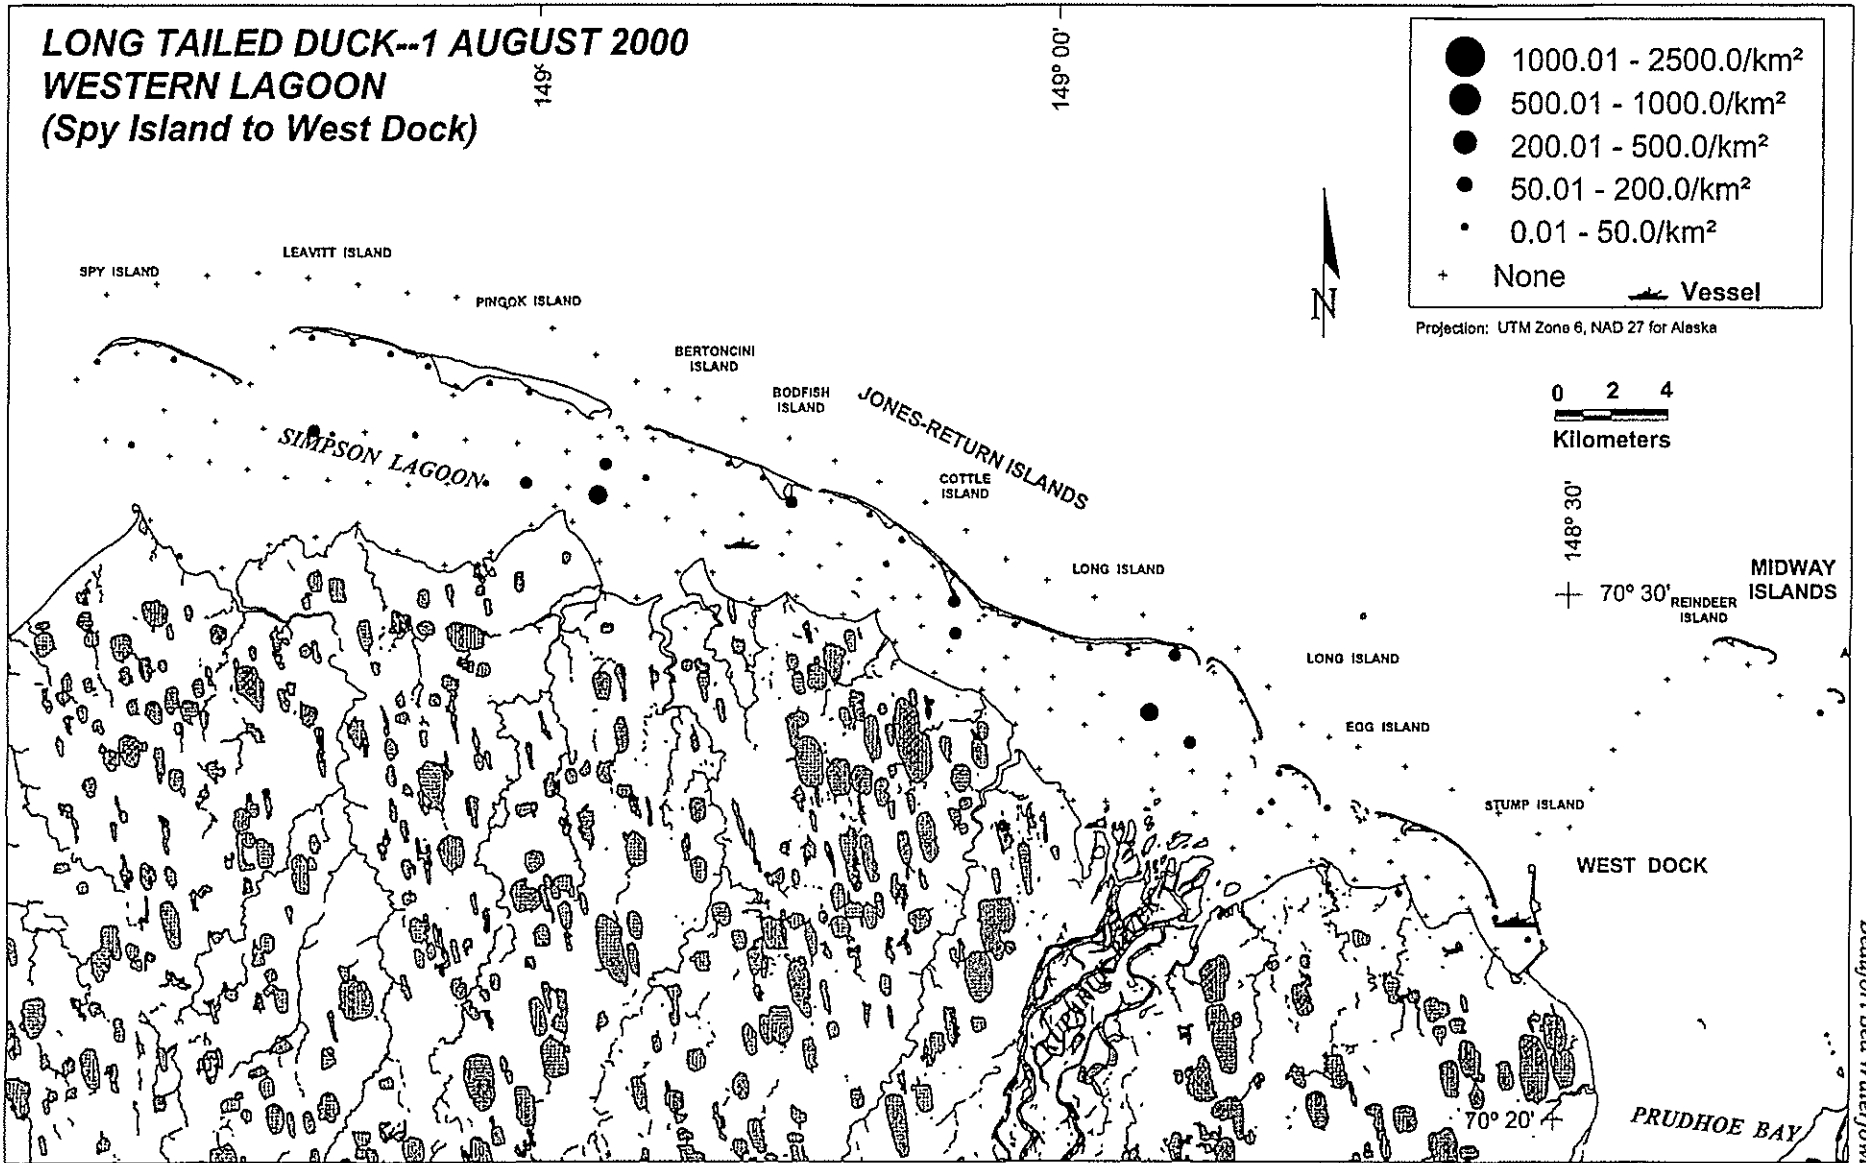 LONG TAILED DUCK--1 AUGUST 2000
WESTERN LAGOON
(Spy Island to West Dock)
149°
149° 00'
1000.01 - 2500.0/km²
500.01 - 1000.0/km²
200.01 - 500.0/km²
50.01 - 200.0/km²
0.01 - 50.0/km²
None
Vessel
Projection: UTM Zone 6, NAD 27 for Alaska
N
0 2 4
Kilometers
SPY ISLAND
LEAVITT ISLAND
PINGOK ISLAND
BERTONCINI
ISLAND
BODFISH
ISLAND
JONES-RETURN ISLANDS
COTTLE
ISLAND
SIMPSON LAGOON
LONG ISLAND
148° 30'
70° 30'
MIDWAY
ISLANDS
REINDEER
ISLAND
LONG ISLAND
EGG ISLAND
STUMP ISLAND
WEST DOCK
70° 20'
PRUDHOE BAY